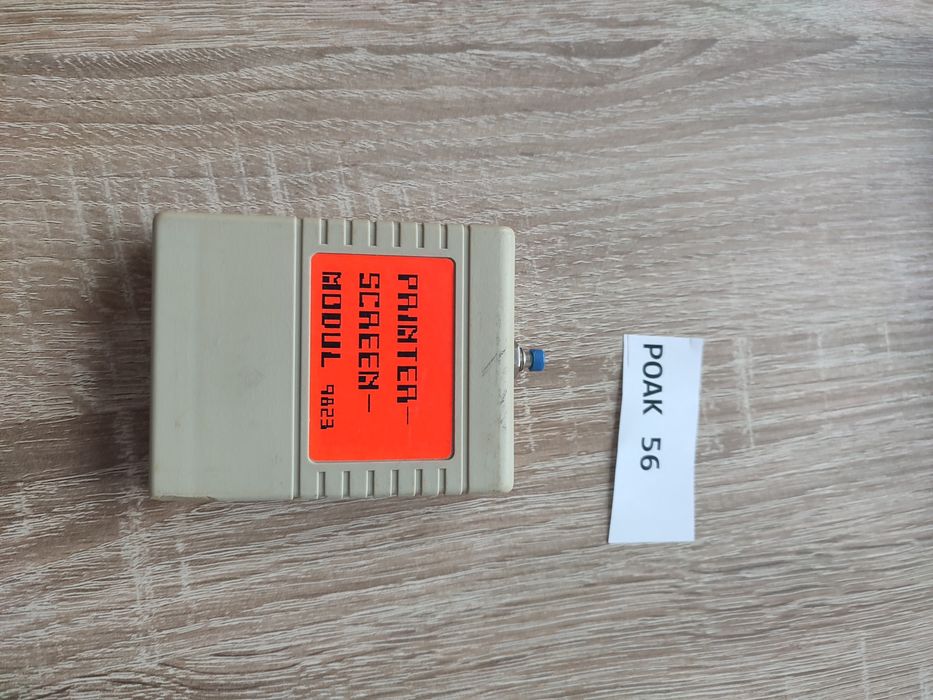 PRINTER-
SCREEN-
MODUL 9823
POAK 56